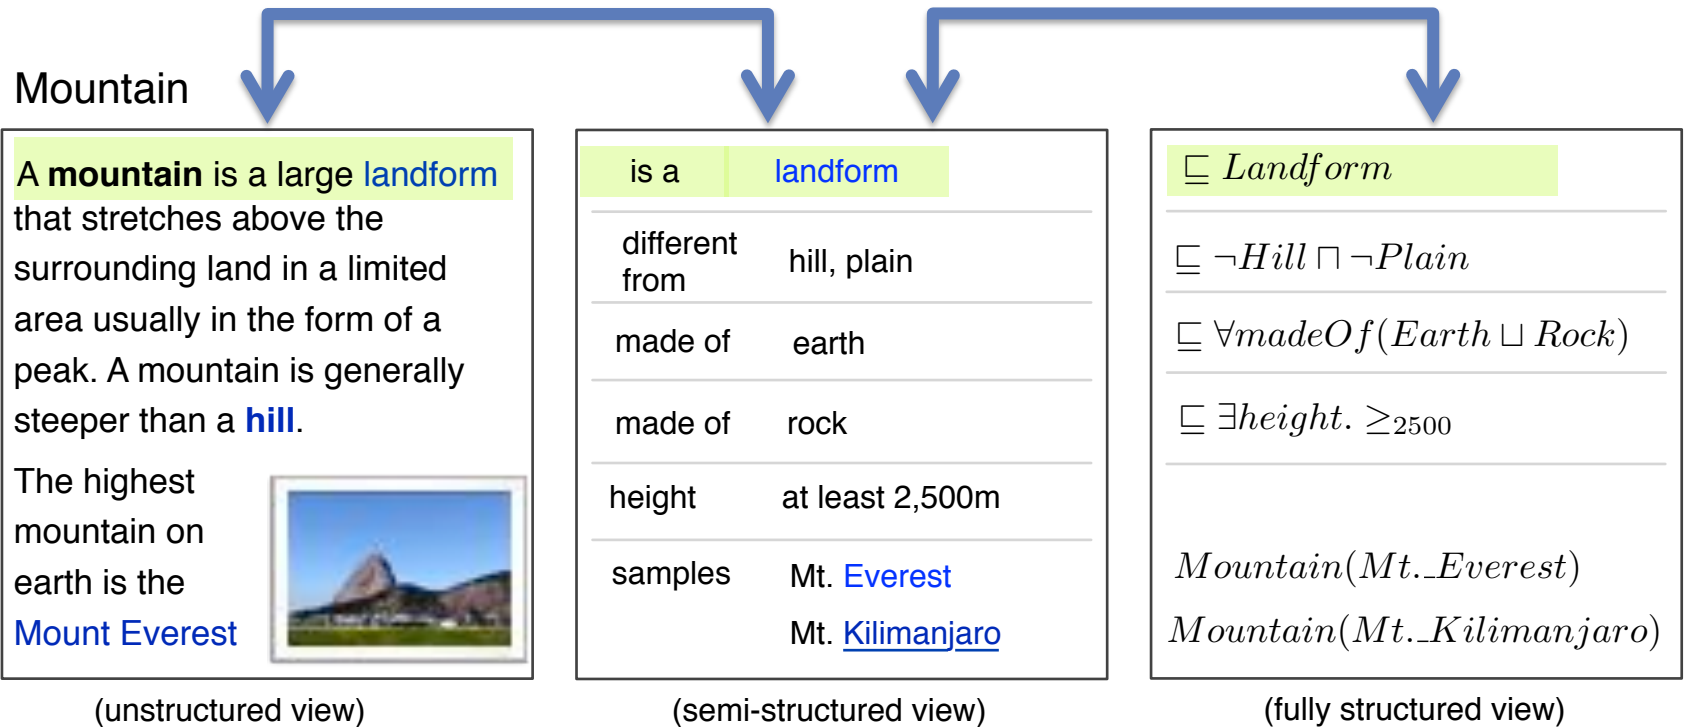 Mountain
A mountain is a large landform
that stretches above the
surrounding land in a limited
area usually in the form of a
peak. A mountain is generally
steeper than a hill.
The highest
mountain on
earth is the
Mount Everest
(unstructured view)
is a landform
different from hill, plain
made of earth
made of rock
height at least 2,500m
samples Mt. Everest
Mt. Kilimanjaro
(semi-structured view)
⊑ Landform
⊑ ¬Hill ⊓ ¬Plain
⊑ ∀madeOf(Earth ⊔ Rock)
⊑ ∃height. ≥2500
Mountain(Mt._Everest)
Mountain(Mt._Kilimanjaro)
(fully structured view)